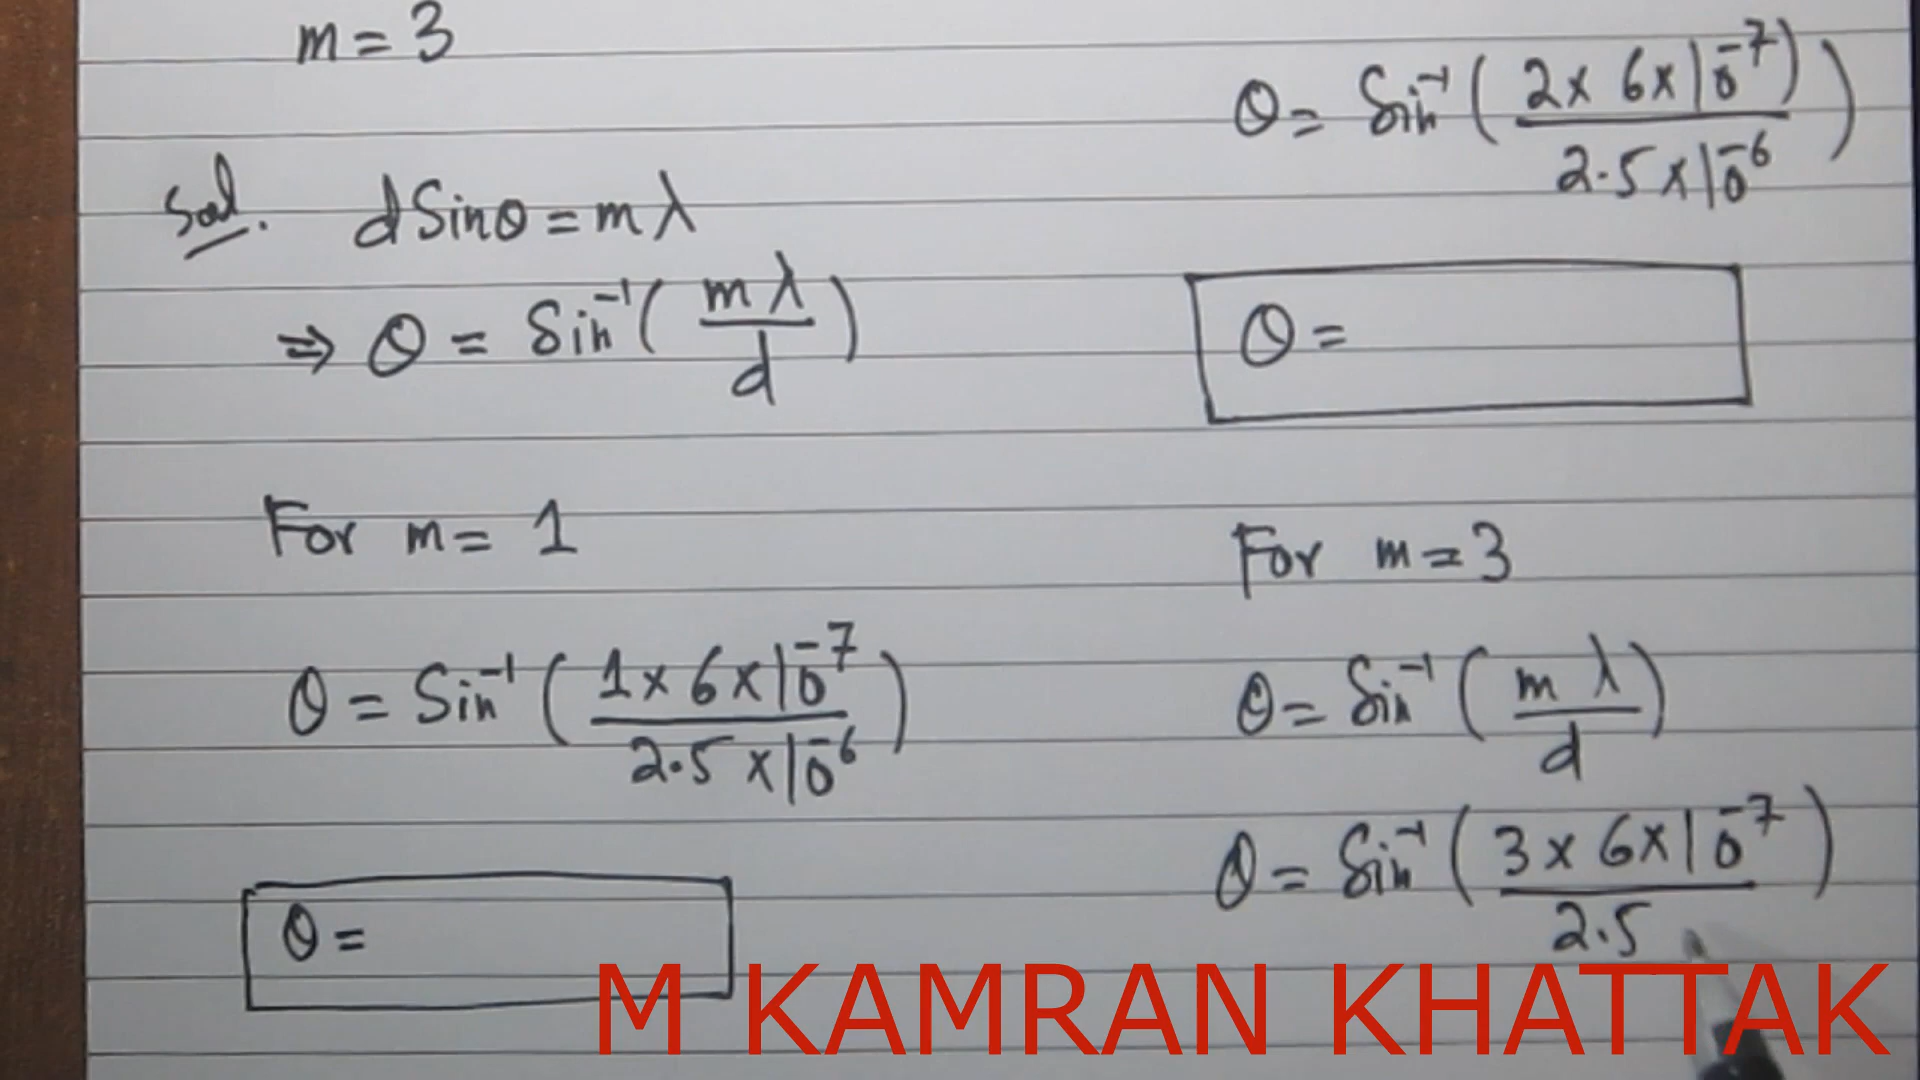 m = 3
Sol. d Sinθ = m λ
⇒ θ = Sin⁻¹ ( m λ / d )
For m = 1
θ = Sin⁻¹ ( 1 × 6 × 10⁻⁷ / 2.5 × 10⁻⁶ )
θ =
θ = Sin⁻¹ ( 2 × 6 × 10⁻⁷) / 2.5 × 10⁻⁶ )
θ =
For m = 3
θ = Sin⁻¹ ( m λ / d )
θ = Sin⁻¹ ( 3 × 6 × 10⁻⁷ / 2.5 )
M KAMRAN KHATTAK